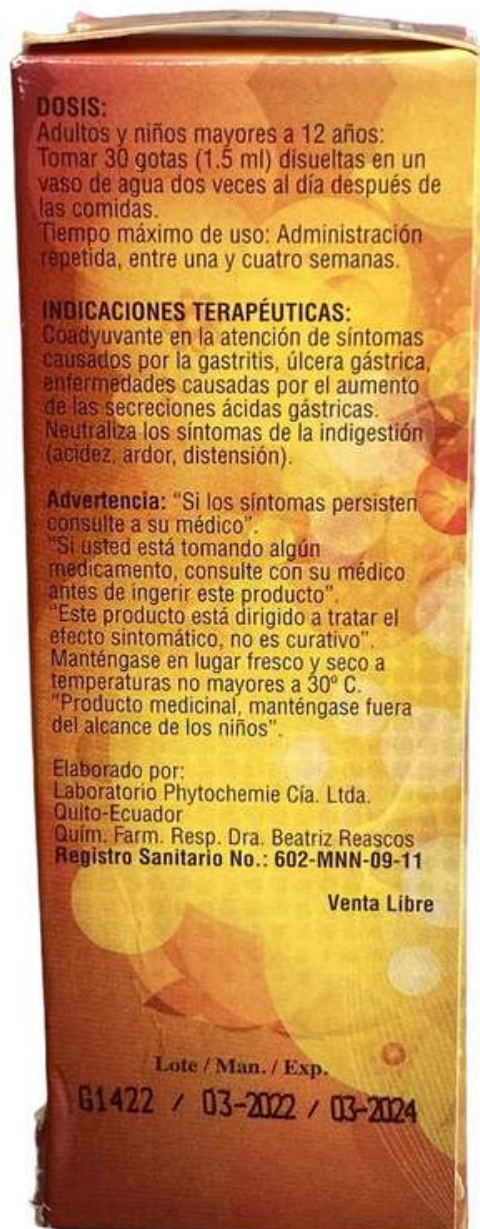 DOSIS:
Adultos y niños mayores a 12 años:
Tomar 30 gotas (1.5 ml) disueltas en un
vaso de agua dos veces al día después de
las comidas.
Tiempo máximo de uso: Administración
repetida, entre una y cuatro semanas.
INDICACIONES TERAPÉUTICAS:
Coadyuvante en la atención de síntomas
causados por la gastritis, úlcera gástrica,
enfermedades causadas por el aumento
de las secreciones ácidas gástricas.
Neutraliza los síntomas de la indigestión
(acidez, ardor, distensión).
Advertencia: "Si los síntomas persisten
consulte a su médico".
"Si usted está tomando algún
medicamento, consulte con su médico
antes de ingerir este producto".
"Este producto está dirigido a tratar el
efecto sintomático, no es curativo".
Manténgase en lugar fresco y seco a
temperaturas no mayores a 30º C.
"Producto medicinal, manténgase fuera
del alcance de los niños".
Elaborado por:
Laboratorio Phytochemie Cía. Ltda.
Quito-Ecuador
Quím. Farm. Resp. Dra. Beatriz Reascos
Registro Sanitario No.: 602-MNN-09-11
Venta Libre
Lote / Man. / Exp.
G1422 / 03-2022 / 03-2024